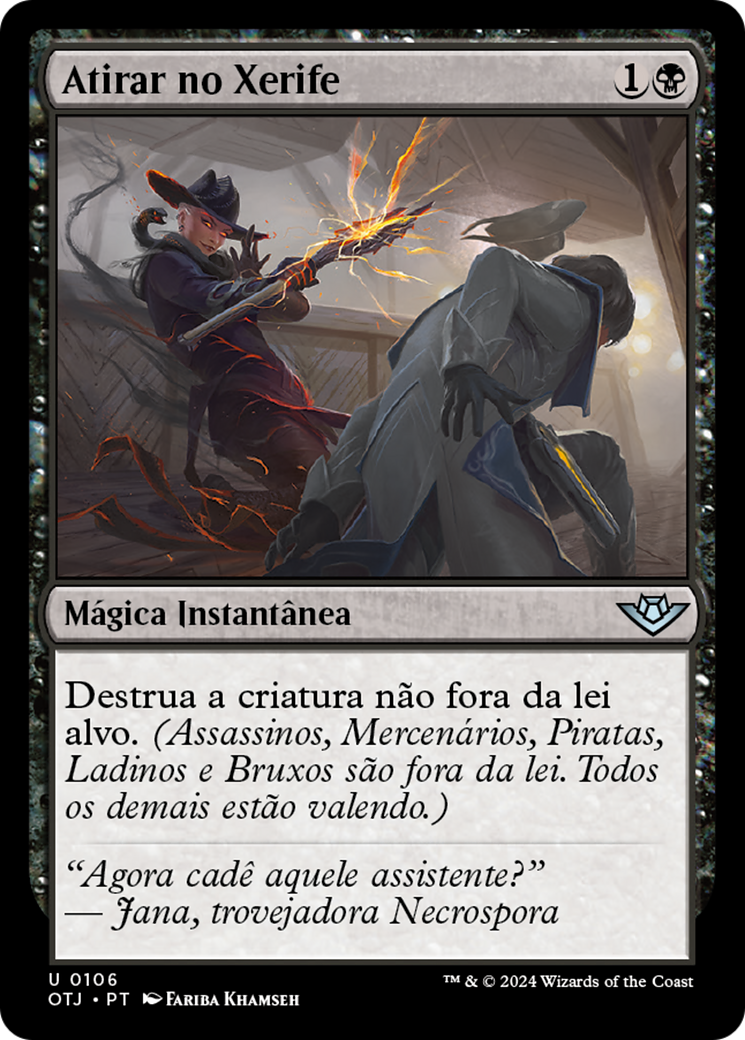 Atirar no Xerife 1
Mágica Instantânea
Destrua a criatura não fora da lei
alvo. (Assassinos, Mercenários, Piratas,
Ladinos e Bruxos são fora da lei. Todos
os demais estão valendo.)
“Agora cadê aquele assistente?”
— Jana, trovejadora Necrospora
U 0106
OTJ • PT Fariba Khamseh
™ & © 2024 Wizards of the Coast